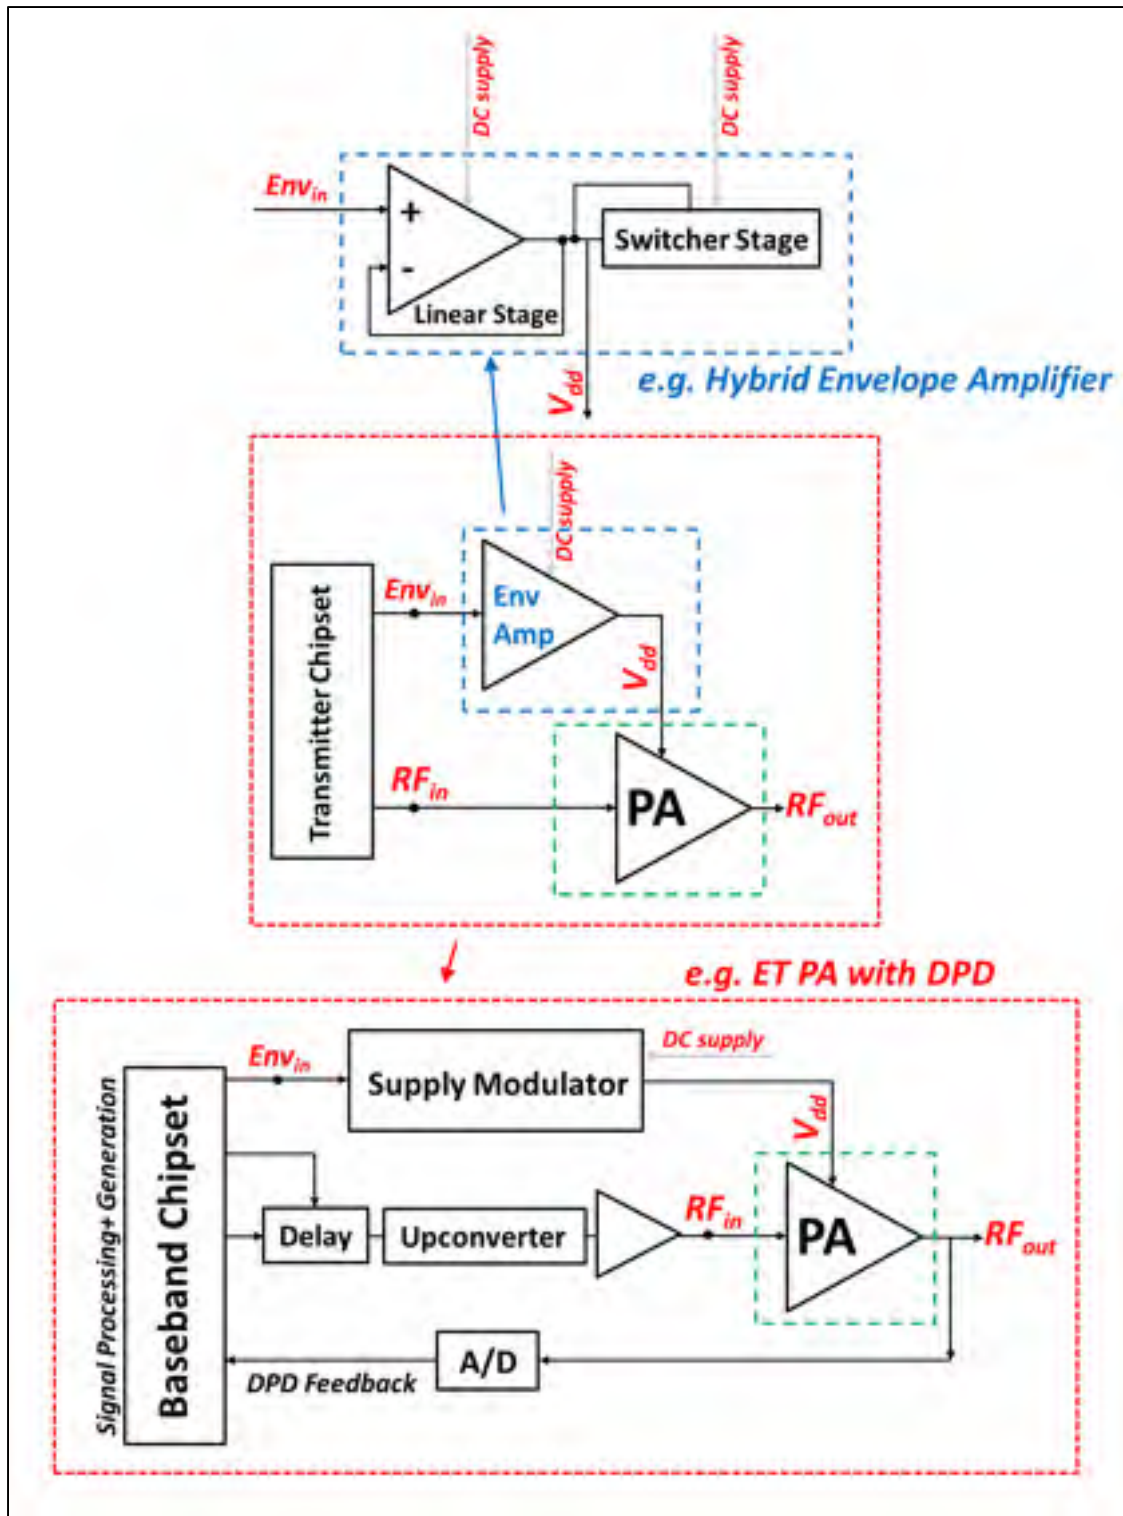 DC supply
DC supply
Env_in
+
Switcher Stage
-
Linear Stage
V_dd
e.g. Hybrid Envelope Amplifier
DC supply
Transmitter Chipset
Env_in
Env
Amp
V_dd
RF_in
PA
RF_out
e.g. ET PA with DPD
Signal Processing+ Generation
Baseband Chipset
Env_in
Supply Modulator
DC supply
V_dd
Delay
Upconverter
RF_in
PA
RF_out
A/D
DPD Feedback